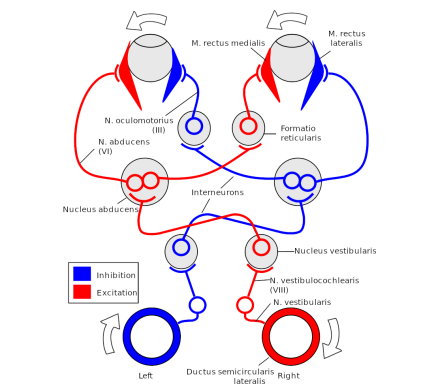 M. rectus
lateralis
M. rectus medialis
N. oculomotorius
(III)
Formatio
reticularis
N. abducens
(VI)
Interneurons
Nucleus abducens
Nucleus vestibularis
Inhibition
Excitation
N. vestibulocochlearis
(VIII)
N. vestibularis
Ductus semicircularis
lateralis
Left
Right